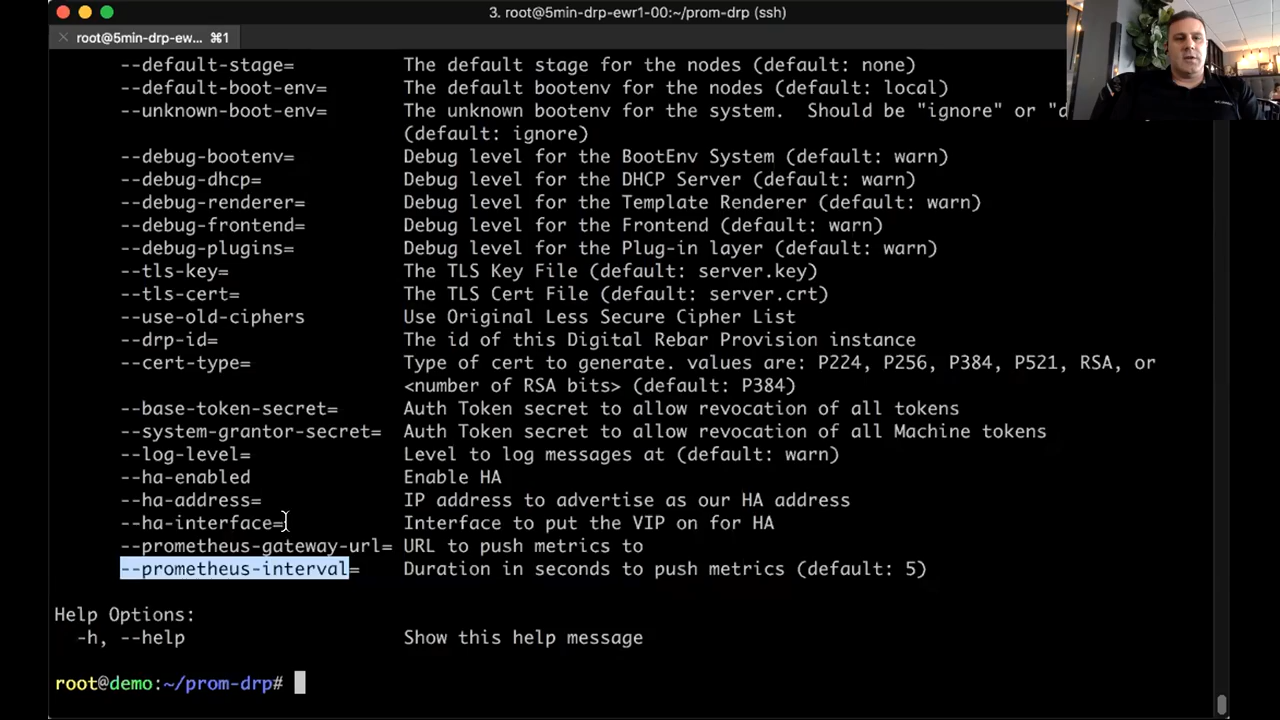 3. root@5min-drp-ewr1-00:~/prom-drp (ssh)
root@5min-drp-ew... ⌘1
--default-stage= The default stage for the nodes (default: none)
--default-boot-env= The default bootenv for the nodes (default: local)
--unknown-boot-env= The unknown bootenv for the system. Should be "ignore" or "d
(default: ignore)
--debug-bootenv= Debug level for the BootEnv System (default: warn)
--debug-dhcp= Debug level for the DHCP Server (default: warn)
--debug-renderer= Debug level for the Template Renderer (default: warn)
--debug-frontend= Debug level for the Frontend (default: warn)
--debug-plugins= Debug level for the Plug-in layer (default: warn)
--tls-key= The TLS Key File (default: server.key)
--tls-cert= The TLS Cert File (default: server.crt)
--use-old-ciphers Use Original Less Secure Cipher List
--drp-id= The id of this Digital Rebar Provision instance
--cert-type= Type of cert to generate. values are: P224, P256, P384, P521, RSA, or
<number of RSA bits> (default: P384)
--base-token-secret= Auth Token secret to allow revocation of all tokens
--system-grantor-secret= Auth Token secret to allow revocation of all Machine tokens
--log-level= Level to log messages at (default: warn)
--ha-enabled Enable HA
--ha-address= IP address to advertise as our HA address
--ha-interface= Interface to put the VIP on for HA
--prometheus-gateway-url= URL to push metrics to
--prometheus-interval= Duration in seconds to push metrics (default: 5)
Help Options:
-h, --help Show this help message
root@demo:~/prom-drp#